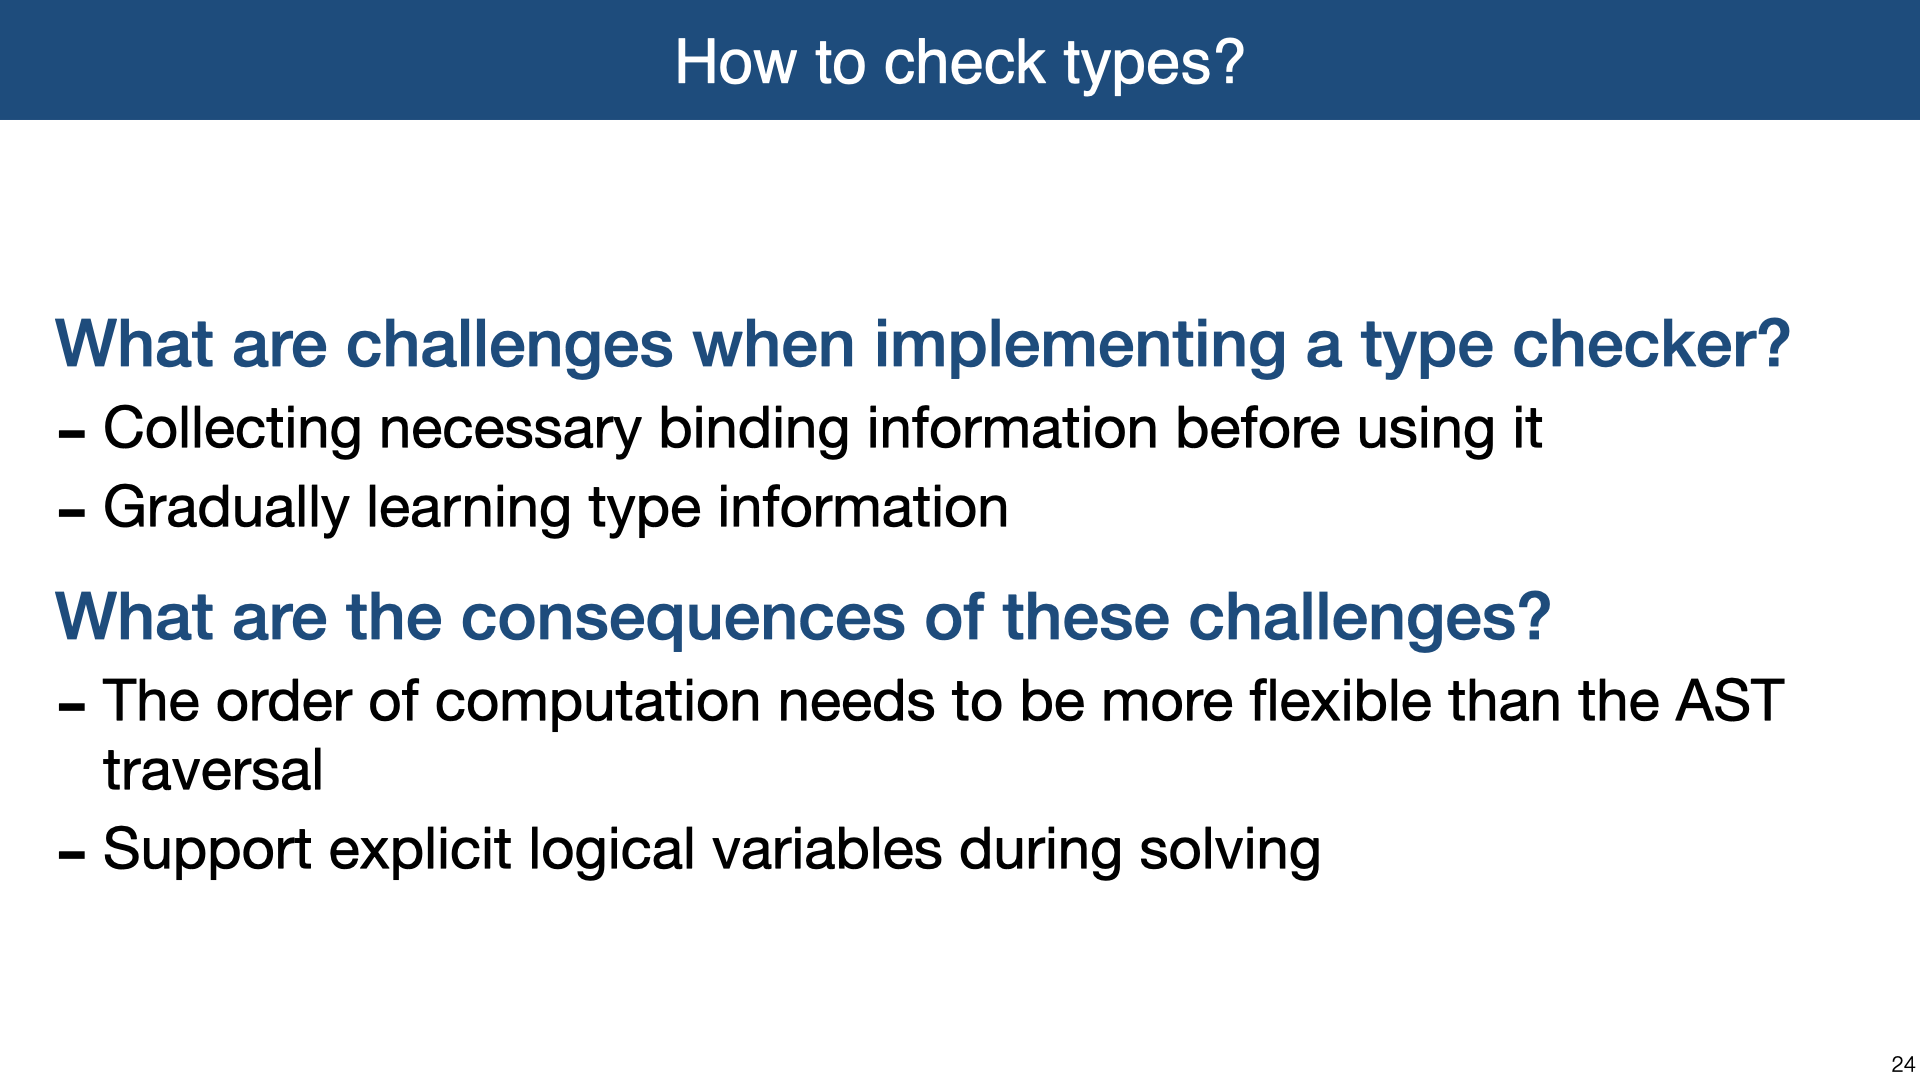 How to check types?
What are challenges when implementing a type checker?
- Collecting necessary binding information before using it
- Gradually learning type information
What are the consequences of these challenges?
- The order of computation needs to be more flexible than the AST
traversal
- Support explicit logical variables during solving
24